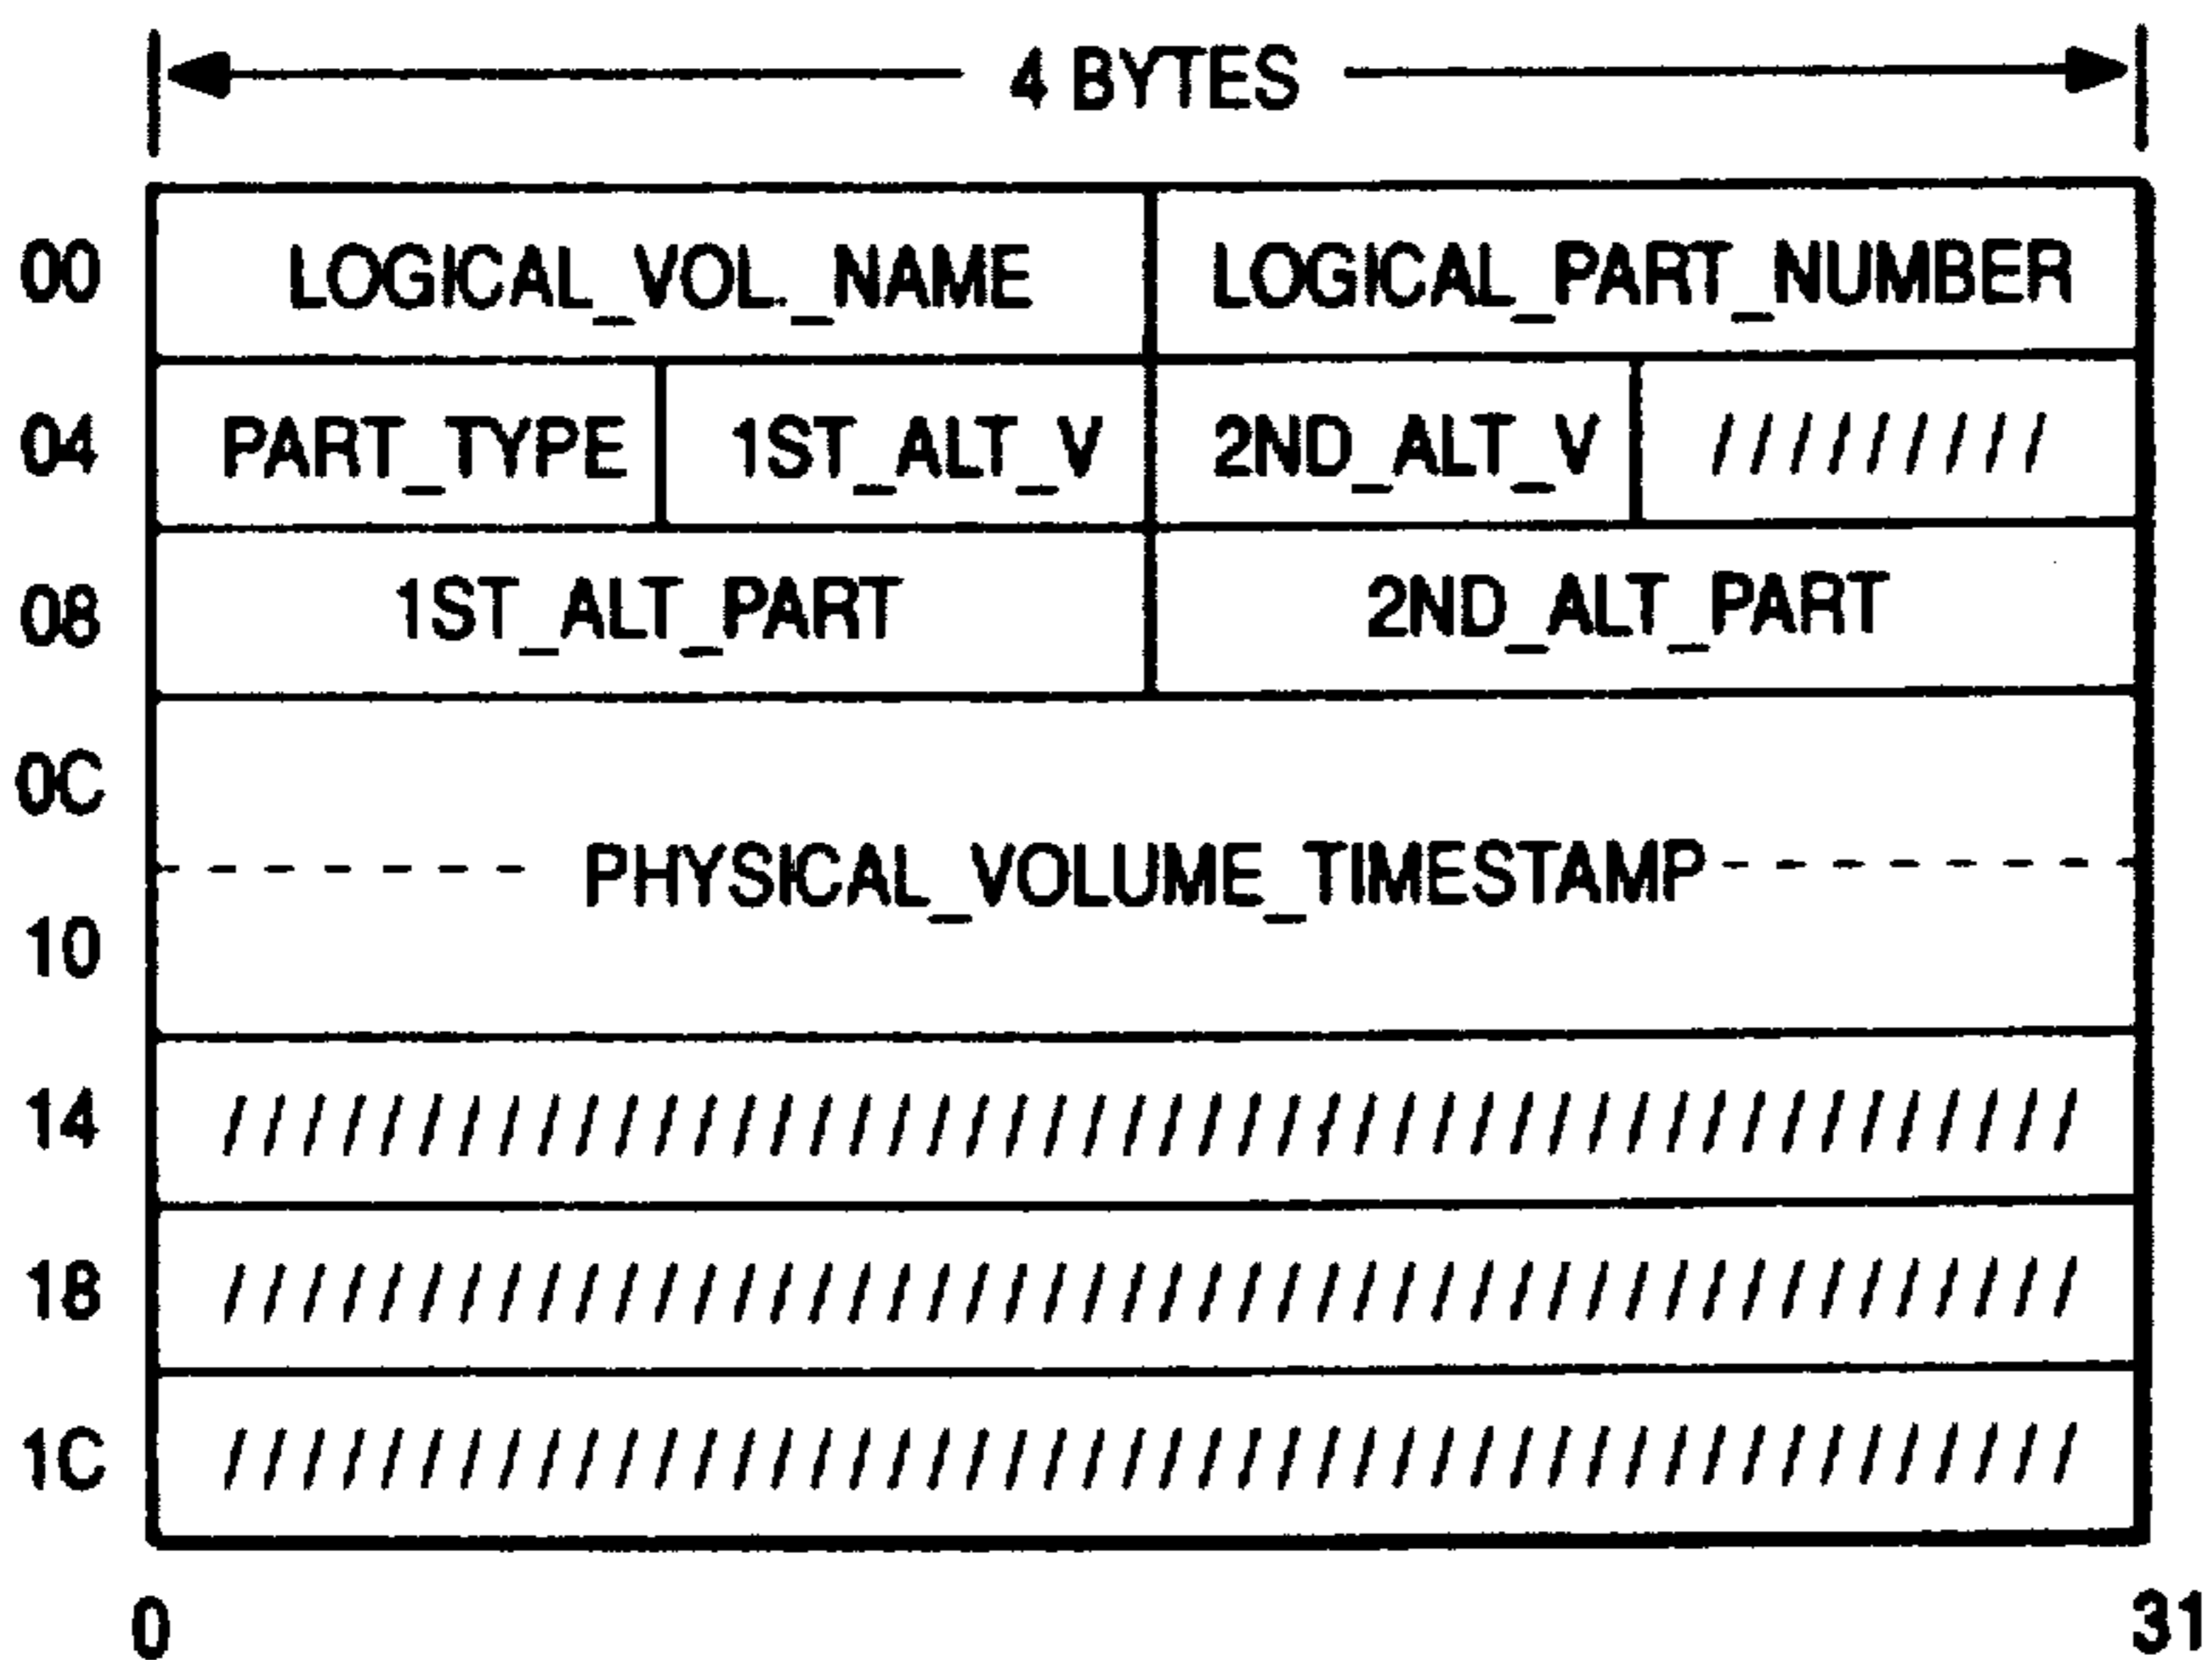 4 BYTES
00 LOGICAL_VOL._NAME LOGICAL_PART_NUMBER
04 PART_TYPE 1ST_ALT_V 2ND_ALT_V /////////
08 1ST_ALT_PART 2ND_ALT_PART
0C
PHYSICAL_VOLUME_TIMESTAMP
10
14 ////////////////////////////////////////////////
18 ////////////////////////////////////////////////
1C ////////////////////////////////////////////////
0 31